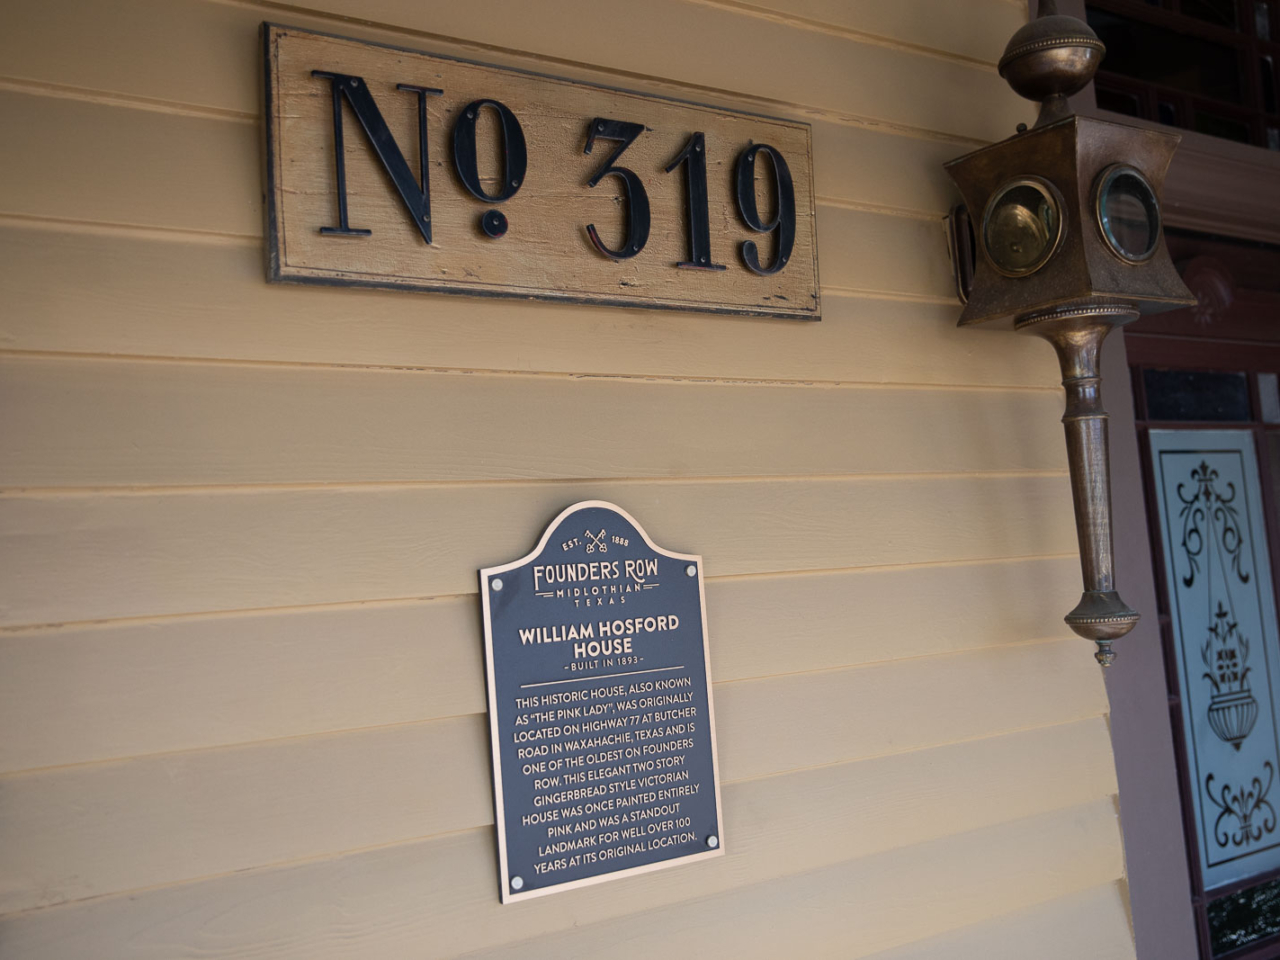 No 319
EST. 1888
FOUNDERS ROW
MIDLOTHIAN
TEXAS
WILLIAM HOSFORD
HOUSE
-BUILT IN 1893-
THIS HISTORIC HOUSE, ALSO KNOWN
AS "THE PINK LADY", WAS ORIGINALLY
LOCATED ON HIGHWAY 77 AT BUTCHER
ROAD IN WAXAHACHIE, TEXAS AND IS
ONE OF THE OLDEST ON FOUNDERS
ROW. THIS ELEGANT TWO STORY
GINGERBREAD STYLE VICTORIAN
HOUSE WAS ONCE PAINTED ENTIRELY
PINK AND WAS A STANDOUT
LANDMARK FOR WELL OVER 100
YEARS AT ITS ORIGINAL LOCATION.